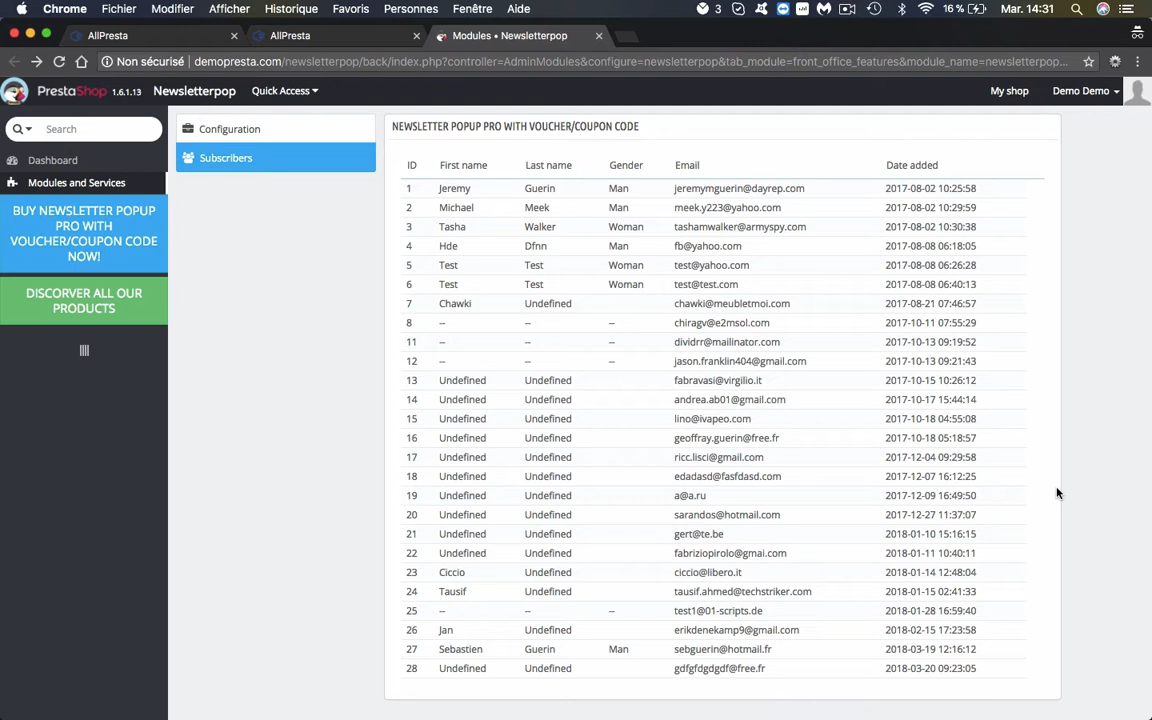 Chrome Fichier Modifier Afficher Historique Favoris Personnes Fenêtre Aide 3 16 % Mar. 14:31
AllPresta × AllPresta × Modules • Newsletterpop ×
Non sécurisé demopresta.com/newsletterpop/back/index.php?controller=AdminModules&configure=newsletterpop&tab_module=front_office_features&module_name=newsletterpop...
PrestaShop 1.6.1.13 Newsletterpop Quick Access My shop Demo Demo
Search
Dashboard
Modules and Services
BUY NEWSLETTER POPUP
PRO WITH
VOUCHER/COUPON CODE
NOW!
DISCORVER ALL OUR
PRODUCTS
Configuration
Subscribers
NEWSLETTER POPUP PRO WITH VOUCHER/COUPON CODE
ID First name Last name Gender Email Date added
1 Jeremy Guerin Man jeremymguerin@dayrep.com 2017-08-02 10:25:58
2 Michael Meek Man meek.y223@yahoo.com 2017-08-02 10:29:59
3 Tasha Walker Woman tashamwalker@armyspy.com 2017-08-02 10:30:38
4 Hde Dfnn Man fb@yahoo.com 2017-08-08 06:18:05
5 Test Test Woman test@yahoo.com 2017-08-08 06:26:28
6 Test Test Woman test@test.com 2017-08-08 06:40:13
7 Chawki Undefined chawki@meubletmoi.com 2017-08-21 07:46:57
8 -- -- -- chiragv@e2msol.com 2017-10-11 07:55:29
11 -- -- -- dividrr@mailinator.com 2017-10-13 09:19:52
12 -- -- -- jason.franklin404@gmail.com 2017-10-13 09:21:43
13 Undefined Undefined fabravasi@virgilio.it 2017-10-15 10:26:12
14 Undefined Undefined andrea.ab01@gmail.com 2017-10-17 15:44:14
15 Undefined Undefined lino@ivapeo.com 2017-10-18 04:55:08
16 Undefined Undefined geoffray.guerin@free.fr 2017-10-18 05:18:57
17 Undefined Undefined ricc.lisci@gmail.com 2017-12-04 09:29:58
18 Undefined Undefined edadasd@fasfdasd.com 2017-12-07 16:12:25
19 Undefined Undefined a@a.ru 2017-12-09 16:49:50
20 Undefined Undefined sarandos@hotmail.com 2017-12-27 11:37:07
21 Undefined Undefined gert@te.be 2018-01-10 15:16:15
22 Undefined Undefined fabriziopirolo@gmai.com 2018-01-11 10:40:11
23 Ciccio Undefined ciccio@libero.it 2018-01-14 12:48:04
24 Tausif Undefined tausif.ahmed@techstriker.com 2018-01-15 02:41:33
25 -- -- -- test1@01-scripts.de 2018-01-28 16:59:40
26 Jan Undefined erikdenekamp9@gmail.com 2018-02-15 17:23:58
27 Sebastien Guerin Man sebguerin@hotmail.fr 2018-03-19 12:16:12
28 Undefined Undefined gdfgfdgdgdf@free.fr 2018-03-20 09:23:05